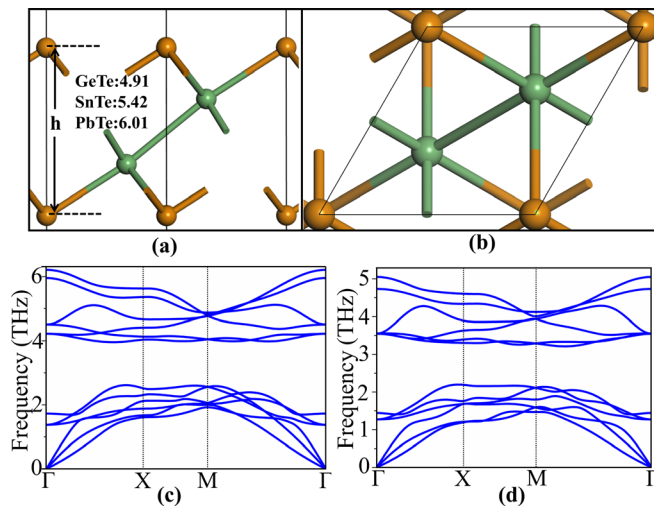 GeTe:4.91
SnTe:5.42
h
PbTe:6.01
(a)
(b)
Frequency (THz)
6
4
2
0
Γ
X
M
Γ
(c)
Frequency (THz)
5
4
3
2
1
0
Γ
X
M
Γ
(d)